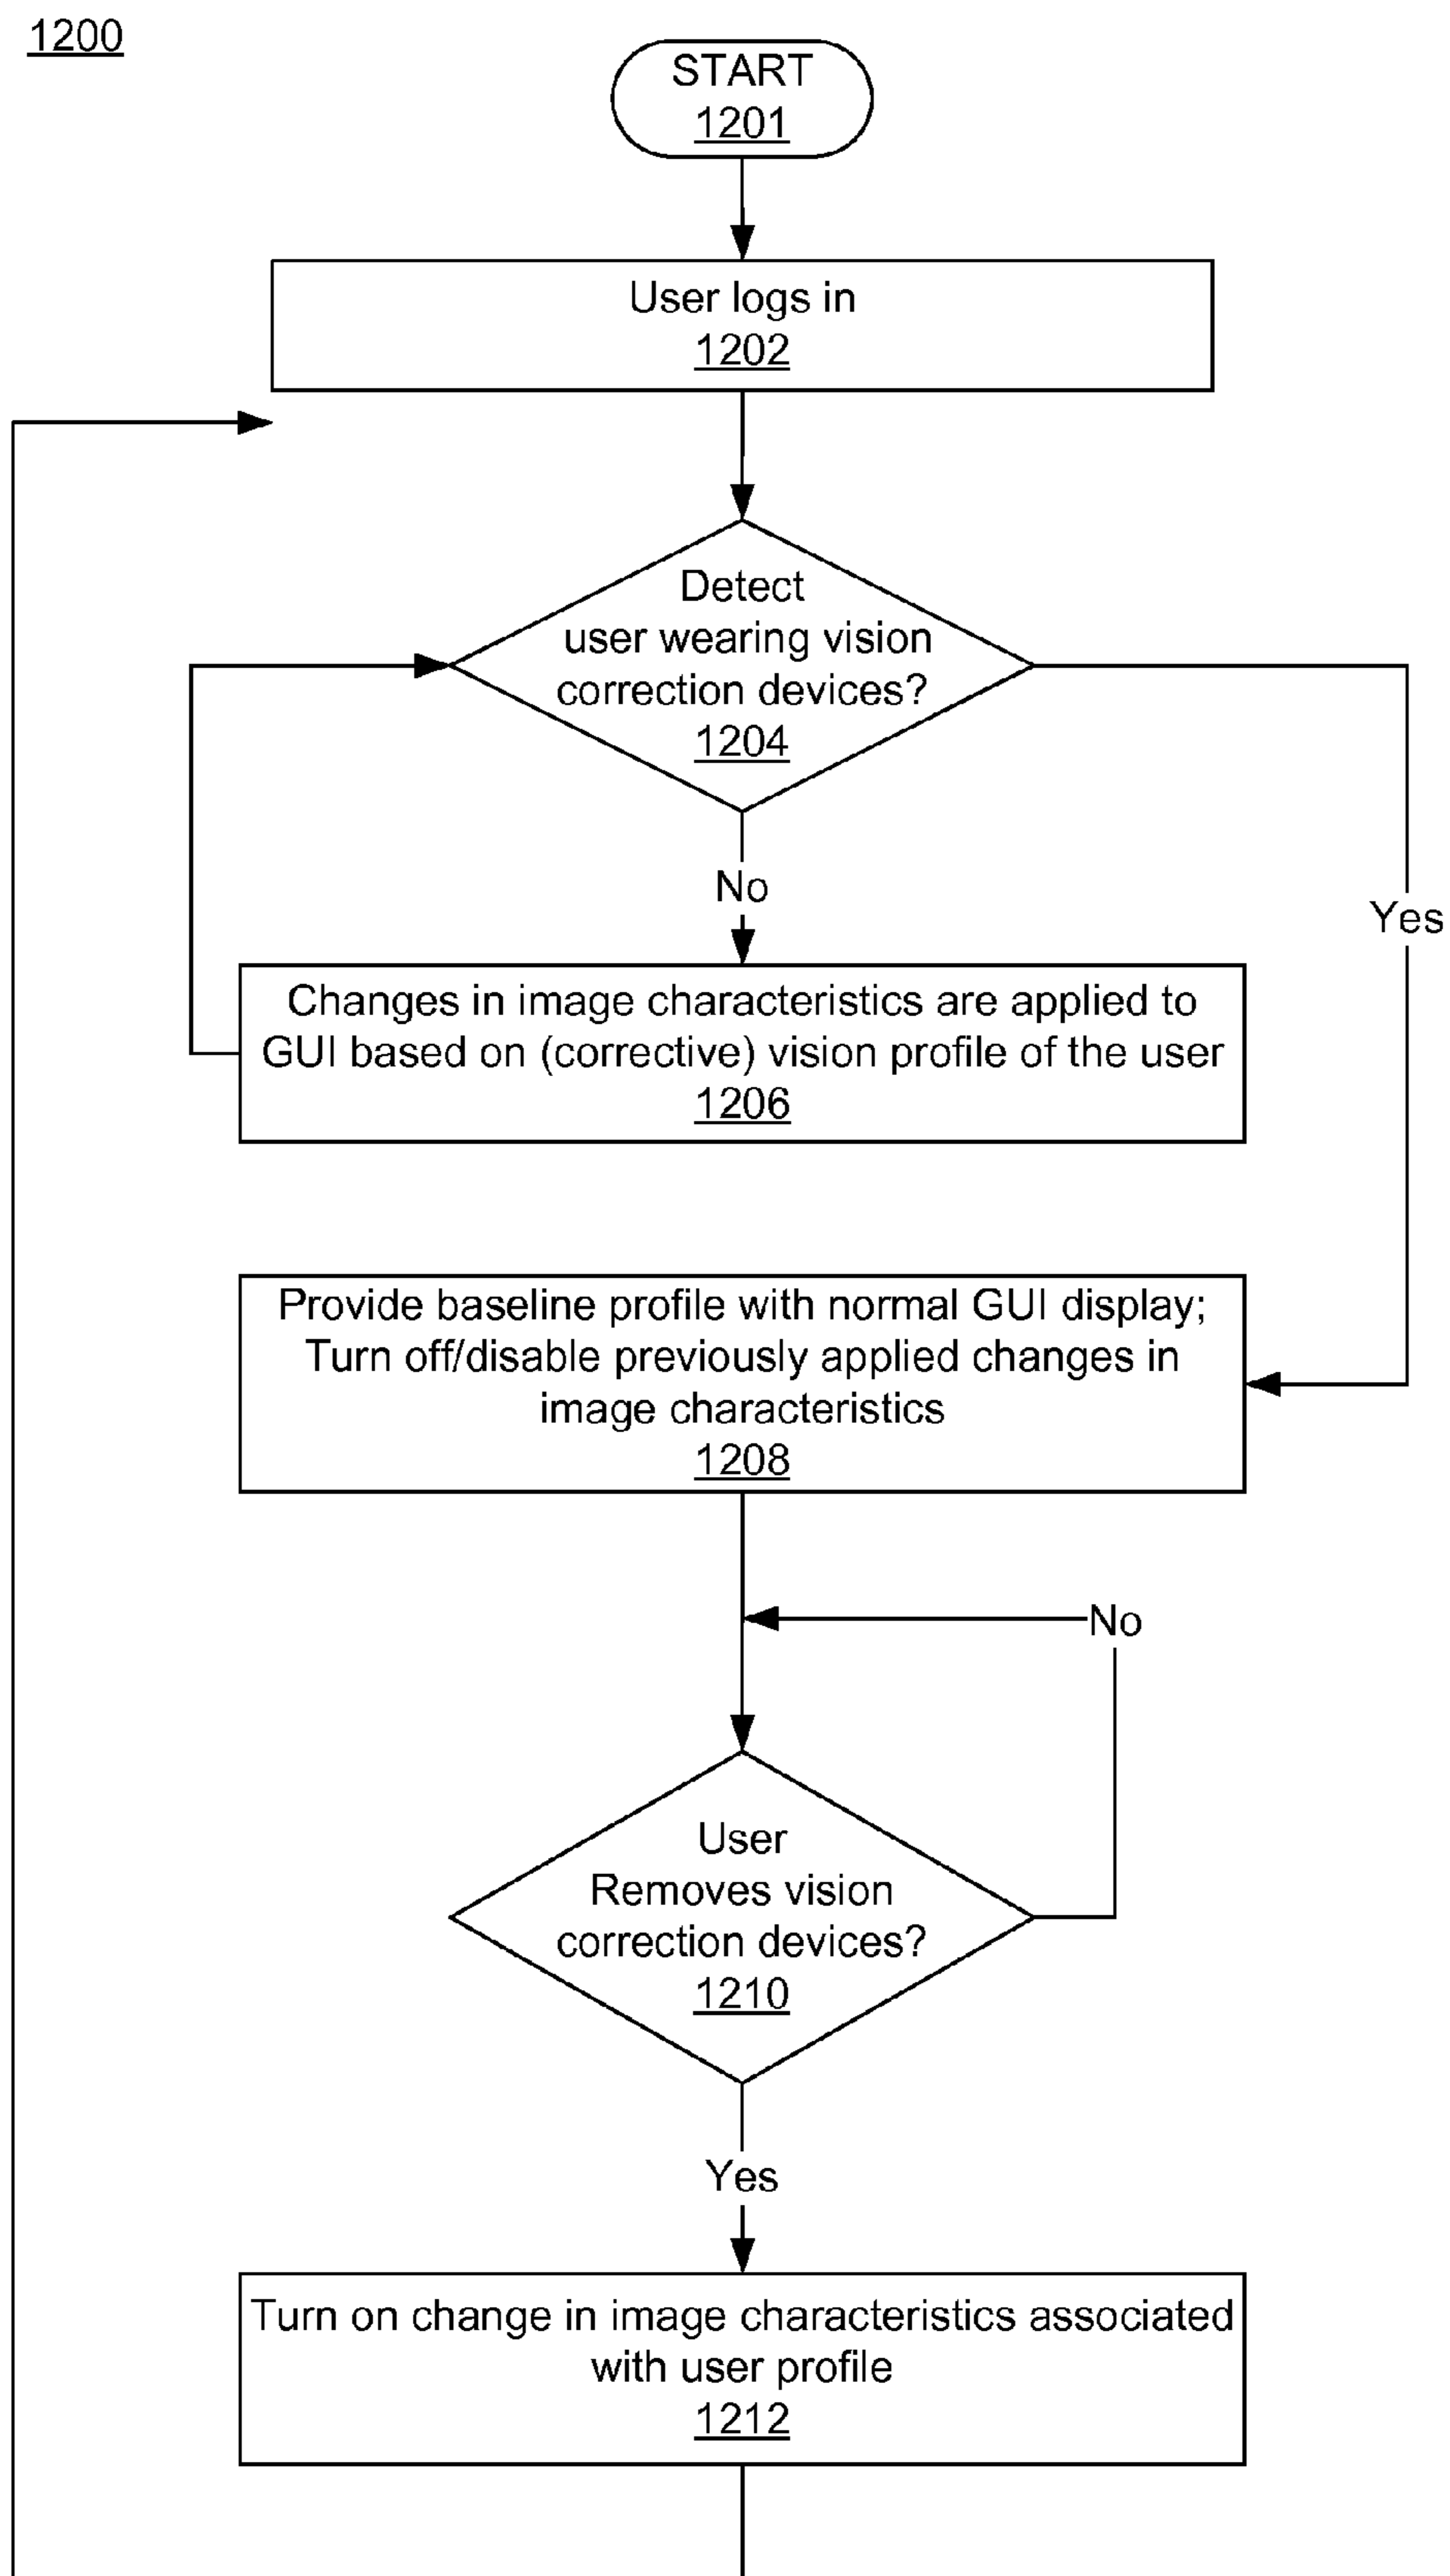 1200
START
1201
User logs in
1202
Detect
user wearing vision
correction devices?
1204
No
Yes
Changes in image characteristics are applied to
GUI based on (corrective) vision profile of the user
1206
Provide baseline profile with normal GUI display;
Turn off/disable previously applied changes in
image characteristics
1208
No
User
Removes vision
correction devices?
1210
Yes
Turn on change in image characteristics associated
with user profile
1212